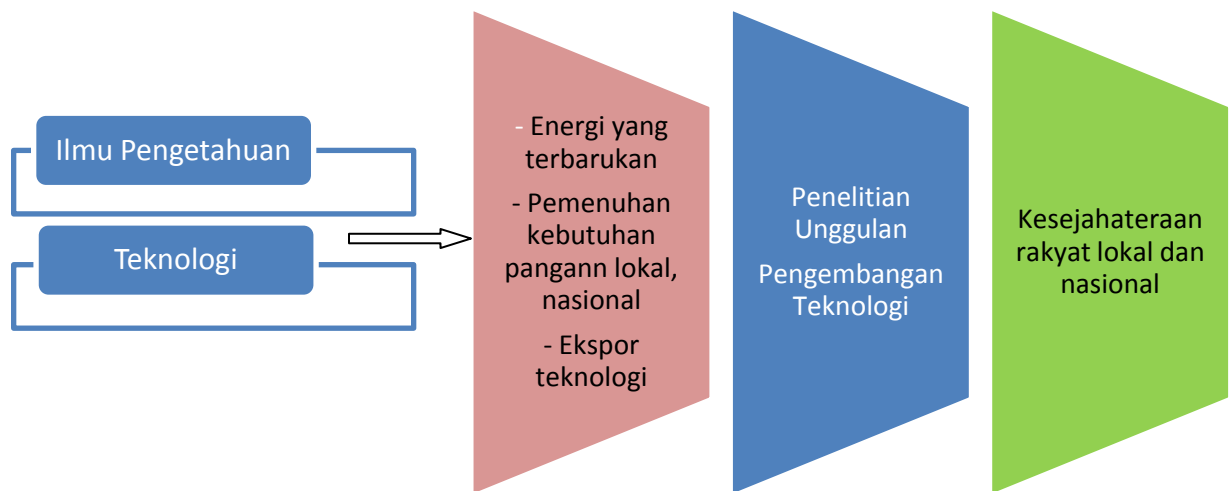 Ilmu Pengetahuan
Teknologi
- Energi yang
terbarukan
- Pemenuhan
kebutuhan
pangann lokal,
nasional
- Ekspor
teknologi
Penelitian
Unggulan
Pengembangan
Teknologi
Kesejahateraan
rakyat lokal dan
nasional